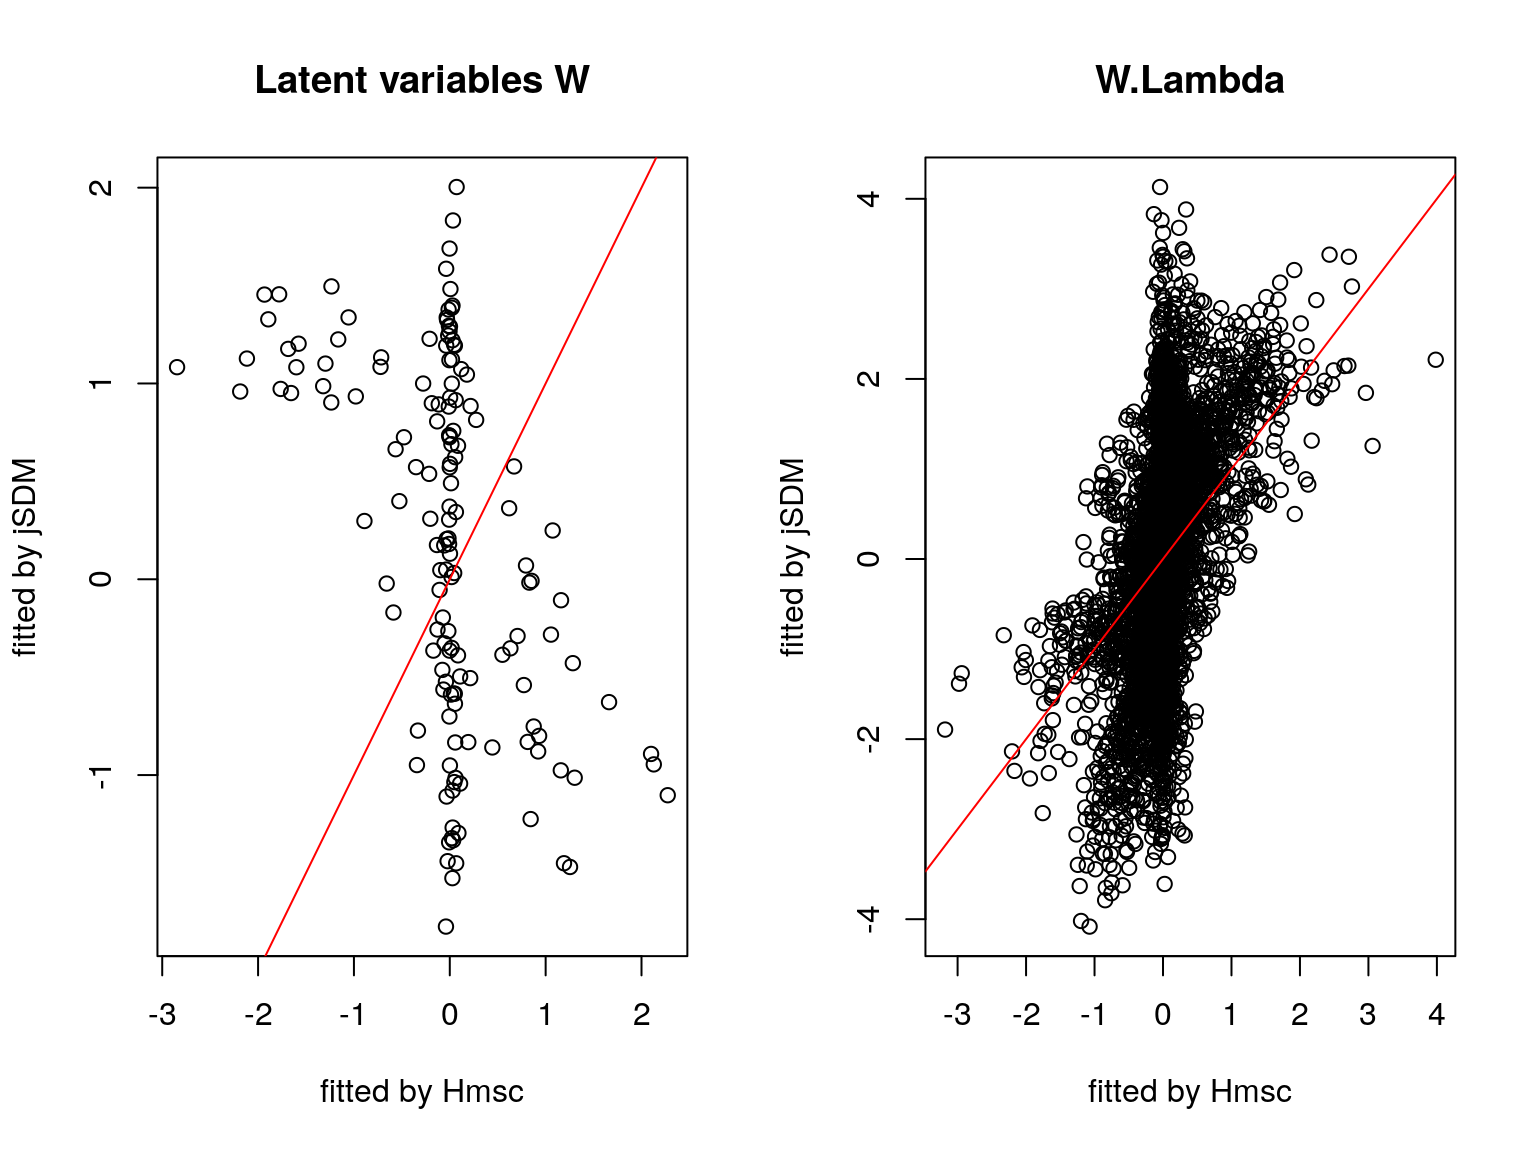 Latent variables W
fitted by jSDM
2
1
0
-1
-3 -2 -1 0 1 2
fitted by Hmsc
W.Lambda
fitted by jSDM
4
2
0
-2
-4
-3 -2 -1 0 1 2 3 4
fitted by Hmsc